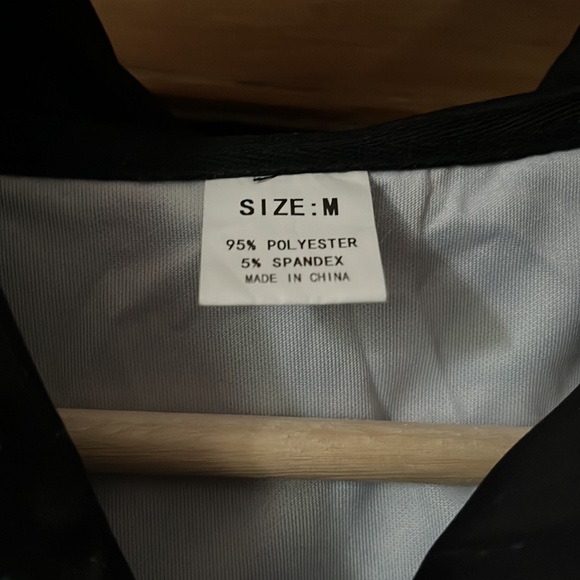 SIZE:M
95% POLYESTER
5% SPANDEX
MADE IN CHINA